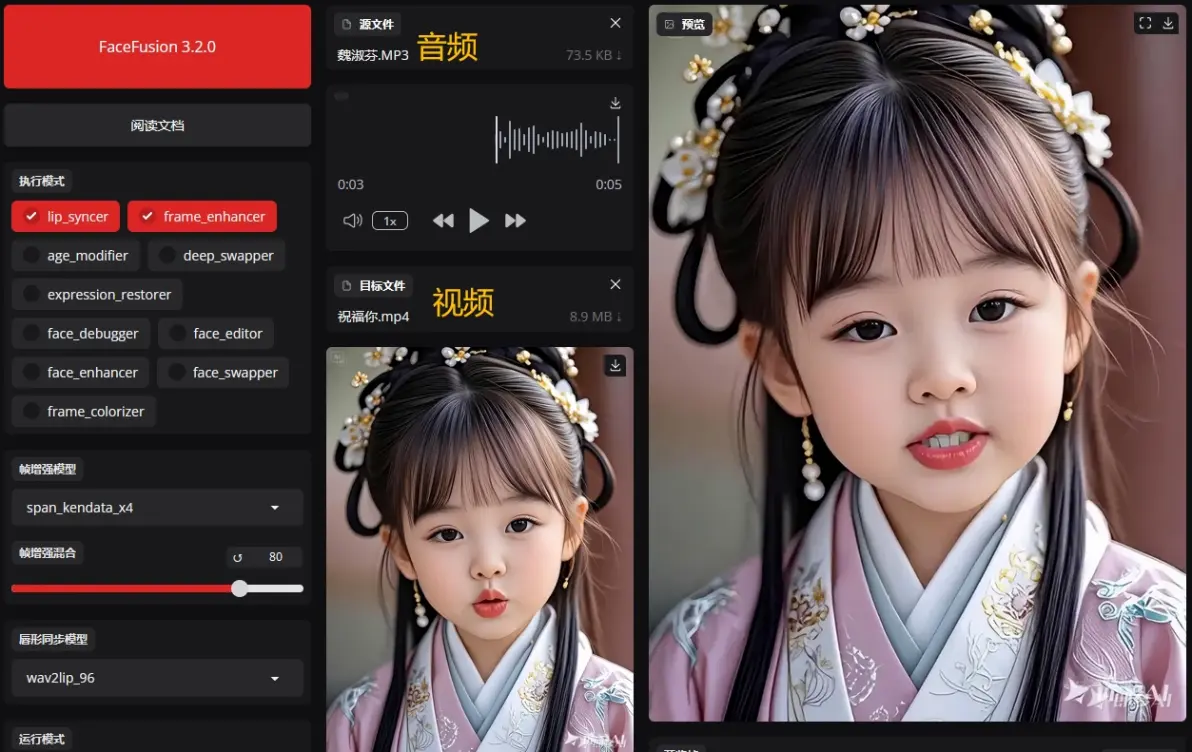 FaceFusion 3.2.0
阅读文档
执行模式
lip_syncer
frame_enhancer
age_modifier
deep_swapper
expression_restorer
face_debugger
face_editor
face_enhancer
face_swapper
frame_colorizer
帧增强模型
span_kendata_x4
帧增强混合
80
唇形同步模型
wav2lip_96
运行模式
源文件
魏淑芬.MP3
音频
73.5 KB ↓
0:03
0:05
1x
目标文件
祝福你.mp4
视频
8.9 MB ↓
预览